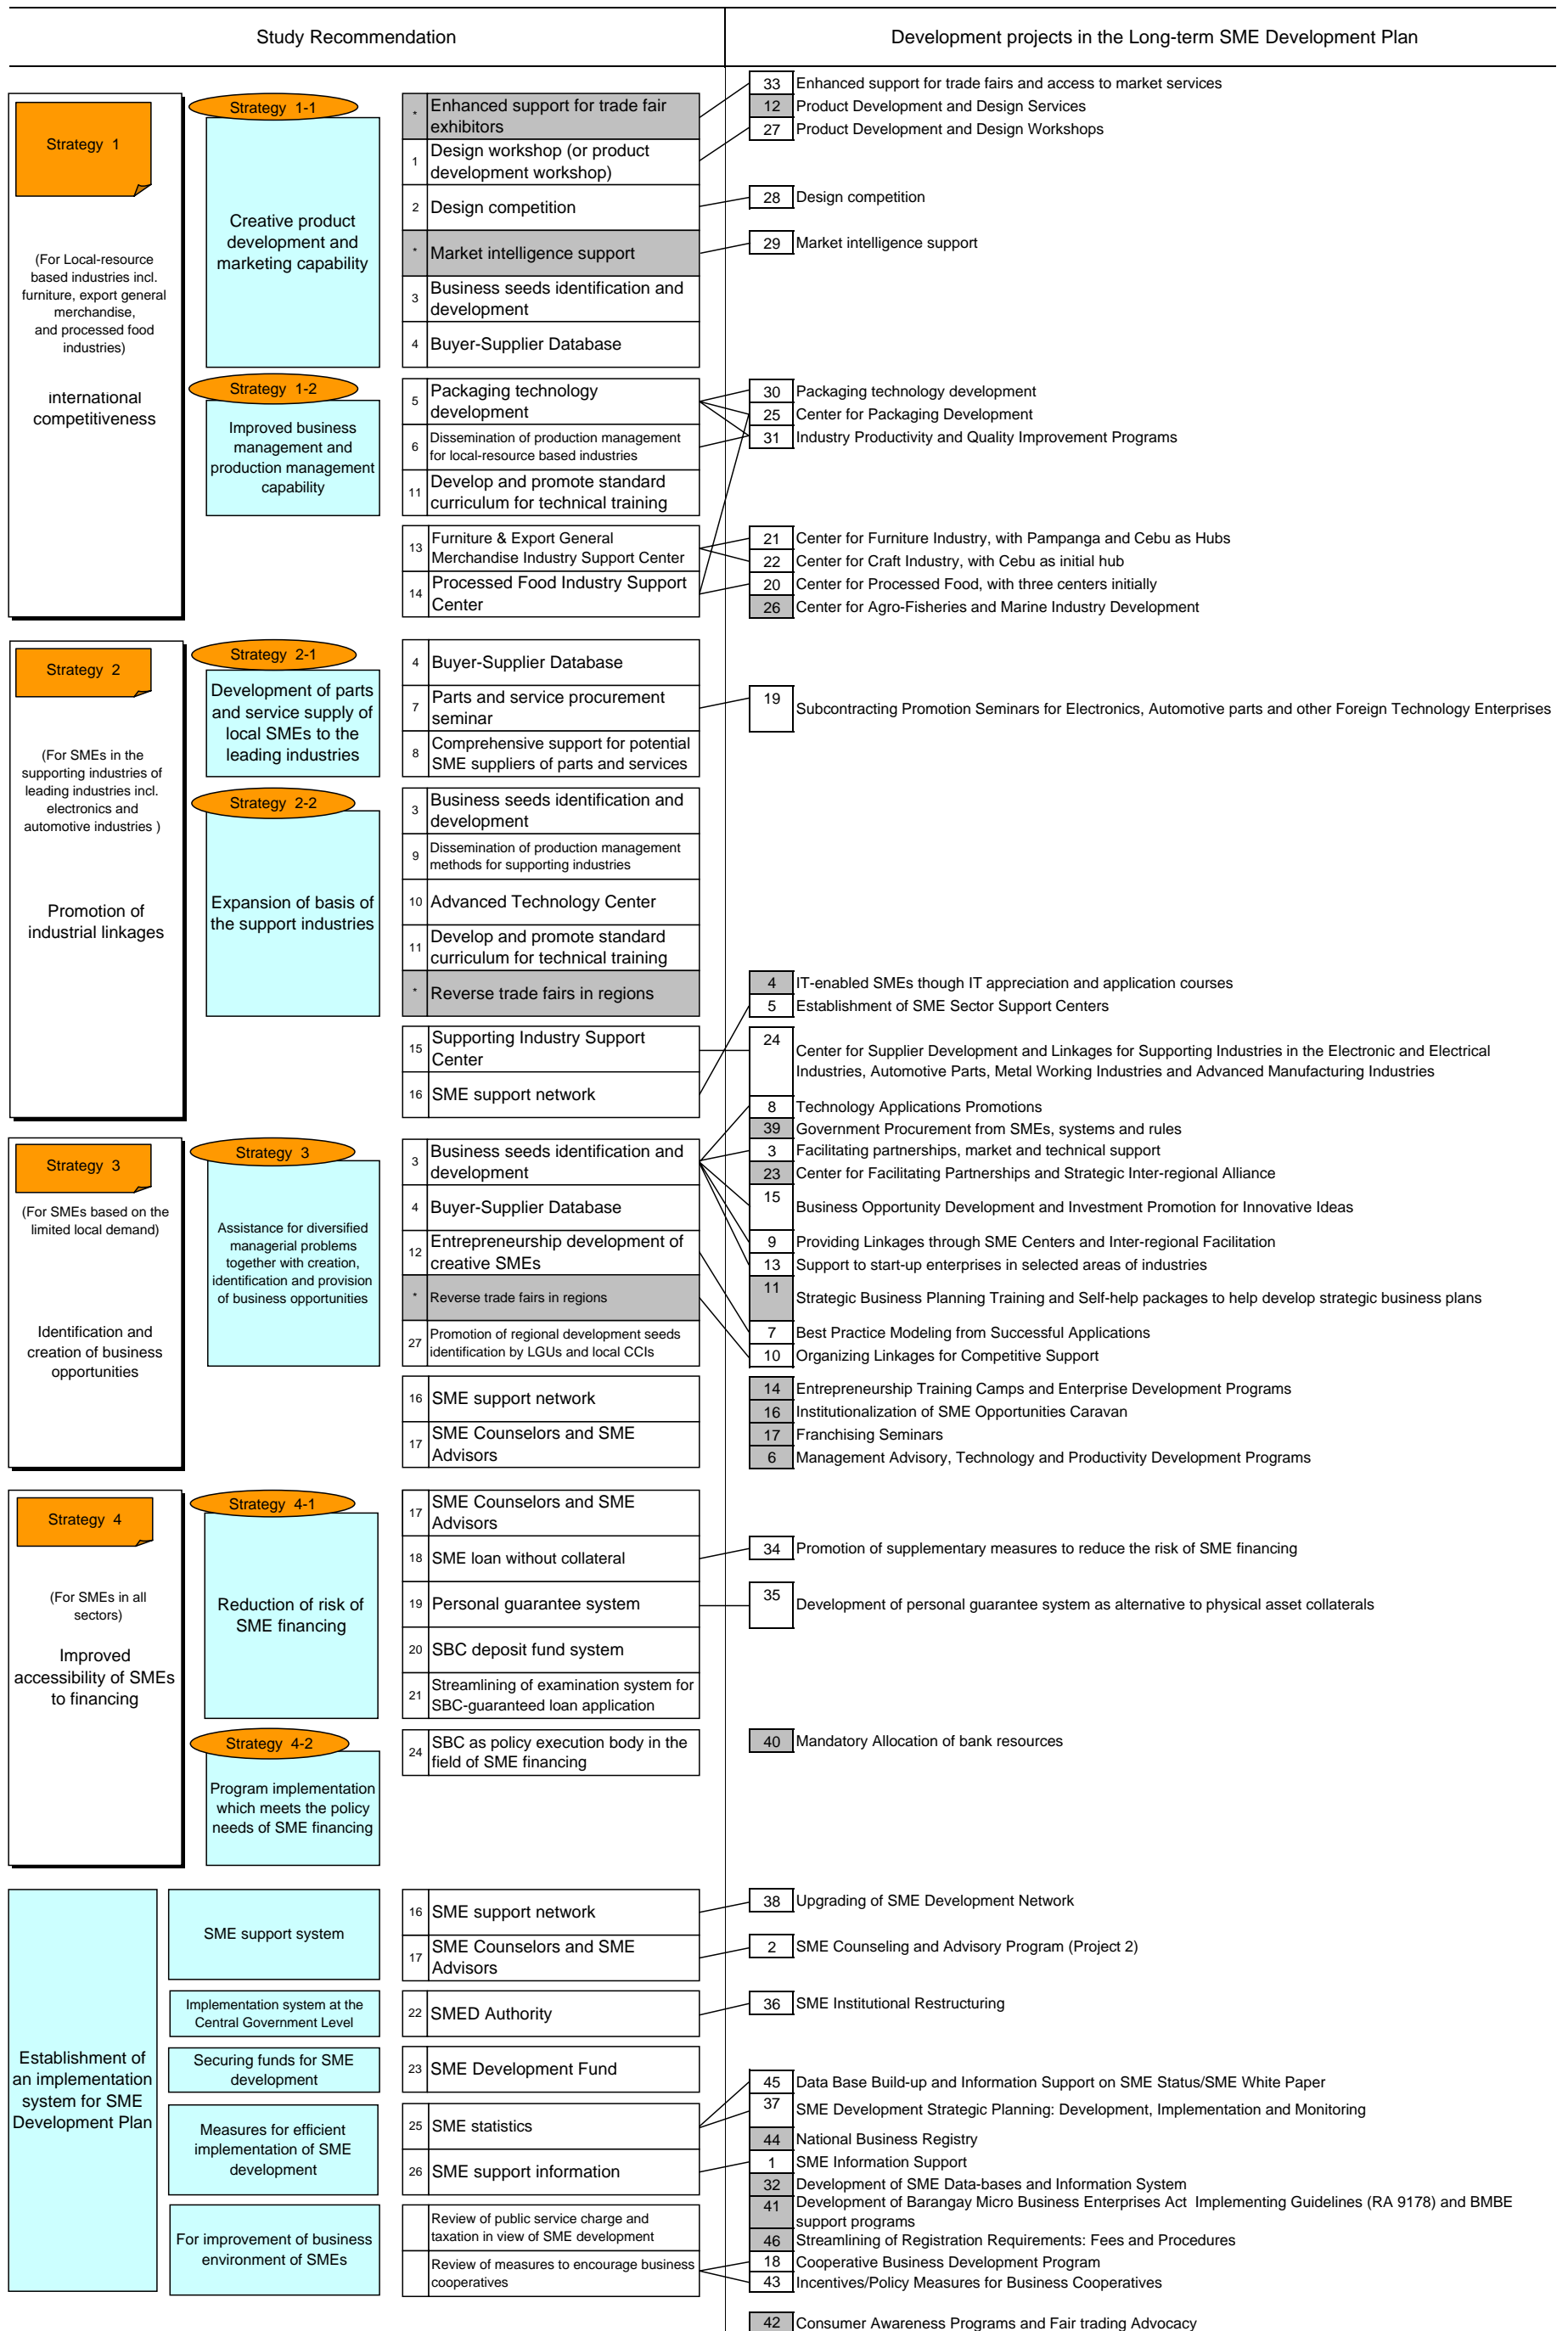 Study Recommendation
Development projects in the Long-term SME Development Plan
Strategy 1
(For Local-resource
based industries incl.
furniture, export general
merchandise,
and processed food
industries)
international
competitiveness
Strategy 1-1
Creative product
development and
marketing capability
* Enhanced support for trade fair
exhibitors
1 Design workshop (or product
development workshop)
2 Design competition
* Market intelligence support
3 Business seeds identification and
development
4 Buyer-Supplier Database
33 Enhanced support for trade fairs and access to market services
12 Product Development and Design Services
27 Product Development and Design Workshops
28 Design competition
29 Market intelligence support
Strategy 1-2
Improved business
management and
production management
capability
5 Packaging technology
development
6 Dissemination of production management
for local-resource based industries
11 Develop and promote standard
curriculum for technical training
13 Furniture & Export General
Merchandise Industry Support Center
14 Processed Food Industry Support
Center
30 Packaging technology development
25 Center for Packaging Development
31 Industry Productivity and Quality Improvement Programs
21 Center for Furniture Industry, with Pampanga and Cebu as Hubs
22 Center for Craft Industry, with Cebu as initial hub
20 Center for Processed Food, with three centers initially
26 Center for Agro-Fisheries and Marine Industry Development
Strategy 2
(For SMEs in the
supporting industries of
leading industries incl.
electronics and
automotive industries )
Promotion of
industrial linkages
Strategy 2-1
Development of parts
and service supply of
local SMEs to the
leading industries
4 Buyer-Supplier Database
7 Parts and service procurement
seminar
8 Comprehensive support for potential
SME suppliers of parts and services
19 Subcontracting Promotion Seminars for Electronics, Automotive parts and other Foreign Technology Enterprises
Strategy 2-2
Expansion of basis of
the support industries
3 Business seeds identification and
development
9 Dissemination of production management
methods for supporting industries
10 Advanced Technology Center
11 Develop and promote standard
curriculum for technical training
* Reverse trade fairs in regions
15 Supporting Industry Support
Center
16 SME support network
4 IT-enabled SMEs though IT appreciation and application courses
5 Establishment of SME Sector Support Centers
24 Center for Supplier Development and Linkages for Supporting Industries in the Electronic and Electrical
Industries, Automotive Parts, Metal Working Industries and Advanced Manufacturing Industries
8 Technology Applications Promotions
39 Government Procurement from SMEs, systems and rules
3 Facilitating partnerships, market and technical support
23 Center for Facilitating Partnerships and Strategic Inter-regional Alliance
15 Business Opportunity Development and Investment Promotion for Innovative Ideas
9 Providing Linkages through SME Centers and Inter-regional Facilitation
13 Support to start-up enterprises in selected areas of industries
11 Strategic Business Planning Training and Self-help packages to help develop strategic business plans
7 Best Practice Modeling from Successful Applications
10 Organizing Linkages for Competitive Support
14 Entrepreneurship Training Camps and Enterprise Development Programs
16 Institutionalization of SME Opportunities Caravan
17 Franchising Seminars
6 Management Advisory, Technology and Productivity Development Programs
Strategy 3
(For SMEs based on the
limited local demand)
Identification and
creation of business
opportunities
Strategy 3
Assistance for diversified
managerial problems
together with creation,
identification and provision
of business opportunities
3 Business seeds identification and
development
4 Buyer-Supplier Database
12 Entrepreneurship development of
creative SMEs
* Reverse trade fairs in regions
27 Promotion of regional development seeds
identification by LGUs and local CCIs
16 SME support network
17 SME Counselors and SME
Advisors
Strategy 4
(For SMEs in all
sectors)
Improved
accessibility of SMEs
to financing
Strategy 4-1
Reduction of risk of
SME financing
17 SME Counselors and SME
Advisors
18 SME loan without collateral
19 Personal guarantee system
20 SBC deposit fund system
21 Streamlining of examination system for
SBC-guaranteed loan application
34 Promotion of supplementary measures to reduce the risk of SME financing
35 Development of personal guarantee system as alternative to physical asset collaterals
Strategy 4-2
Program implementation
which meets the policy
needs of SME financing
24 SBC as policy execution body in the
field of SME financing
40 Mandatory Allocation of bank resources
Establishment of
an implementation
system for SME
Development Plan
SME support system
Implementation system at the
Central Government Level
Securing funds for SME
development
Measures for efficient
implementation of SME
development
For improvement of business
environment of SMEs
16 SME support network
17 SME Counselors and SME
Advisors
22 SMED Authority
23 SME Development Fund
25 SME statistics
26 SME support information
Review of public service charge and
taxation in view of SME development
Review of measures to encourage business
cooperatives
38 Upgrading of SME Development Network
2 SME Counseling and Advisory Program (Project 2)
36 SME Institutional Restructuring
45 Data Base Build-up and Information Support on SME Status/SME White Paper
37 SME Development Strategic Planning: Development, Implementation and Monitoring
44 National Business Registry
1 SME Information Support
32 Development of SME Data-bases and Information System
41 Development of Barangay Micro Business Enterprises Act Implementing Guidelines (RA 9178) and BMBE
support programs
46 Streamlining of Registration Requirements: Fees and Procedures
18 Cooperative Business Development Program
43 Incentives/Policy Measures for Business Cooperatives
42 Consumer Awareness Programs and Fair trading Advocacy